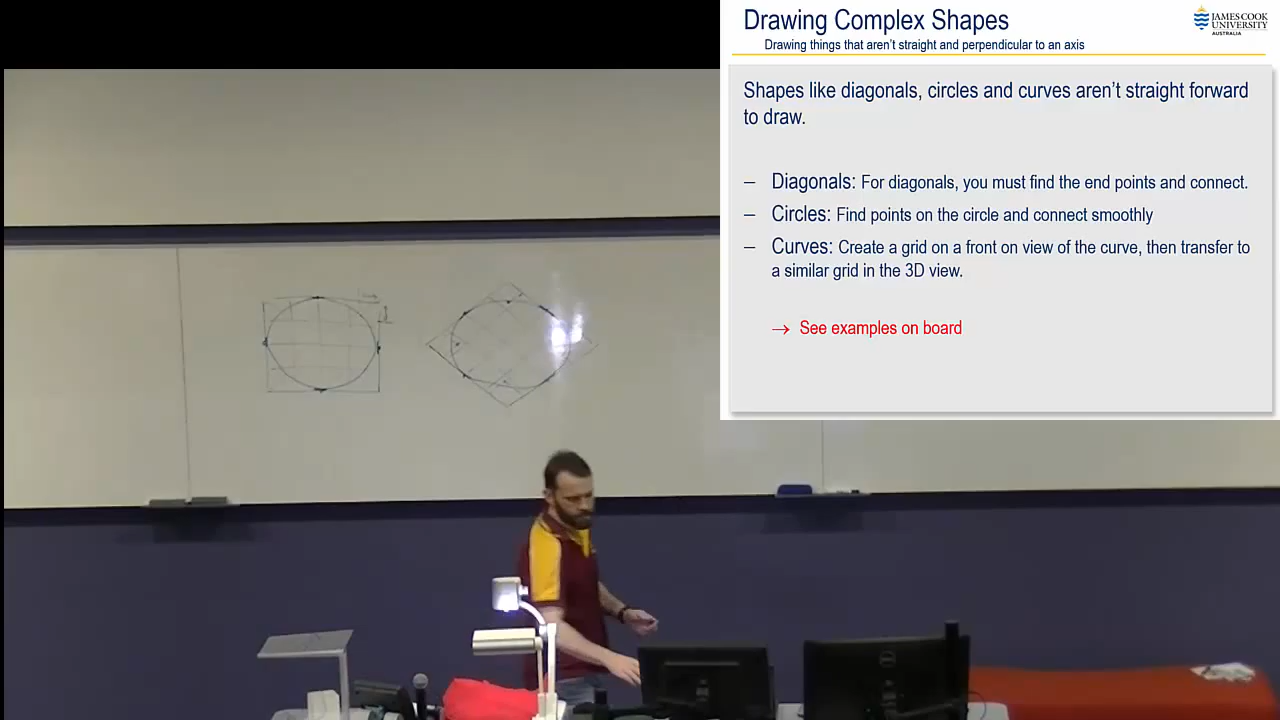 Drawing Complex Shapes
Drawing things that aren't straight and perpendicular to an axis
JAMES COOK
UNIVERSITY
AUSTRALIA
Shapes like diagonals, circles and curves aren't straight forward
to draw.
– Diagonals: For diagonals, you must find the end points and connect.
– Circles: Find points on the circle and connect smoothly
– Curves: Create a grid on a front on view of the curve, then transfer to
a similar grid in the 3D view.
→ See examples on board